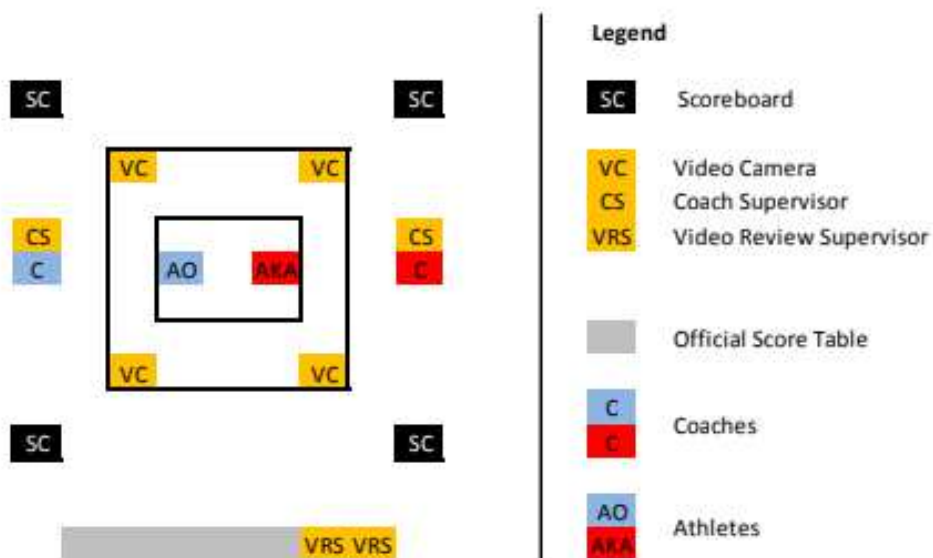 Legend
SC SC SC Scoreboard
VC VC VC Video Camera
CS CS CS Coach Supervisor
VRS Video Review Supervisor
C AO AKA C
Official Score Table
VC VC
C
C
Coaches
SC SC
AO
AKA
Athletes
VRS VRS